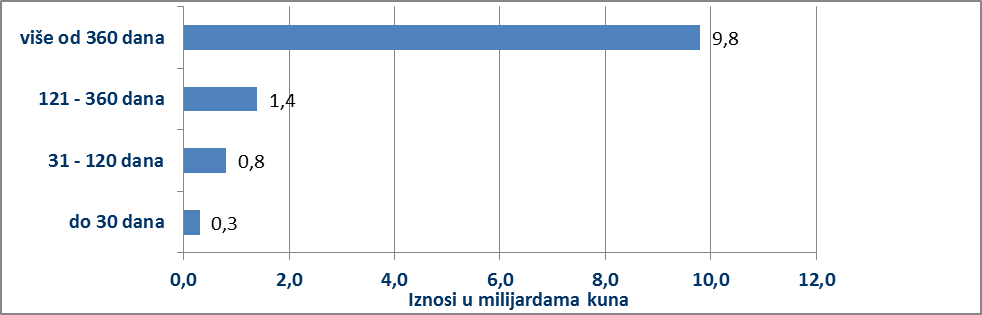 više od 360 dana
9,8
121 - 360 dana
1,4
31 - 120 dana
0,8
do 30 dana
0,3
0,0 2,0 4,0 6,0 8,0 10,0 12,0
Iznosi u milijardama kuna